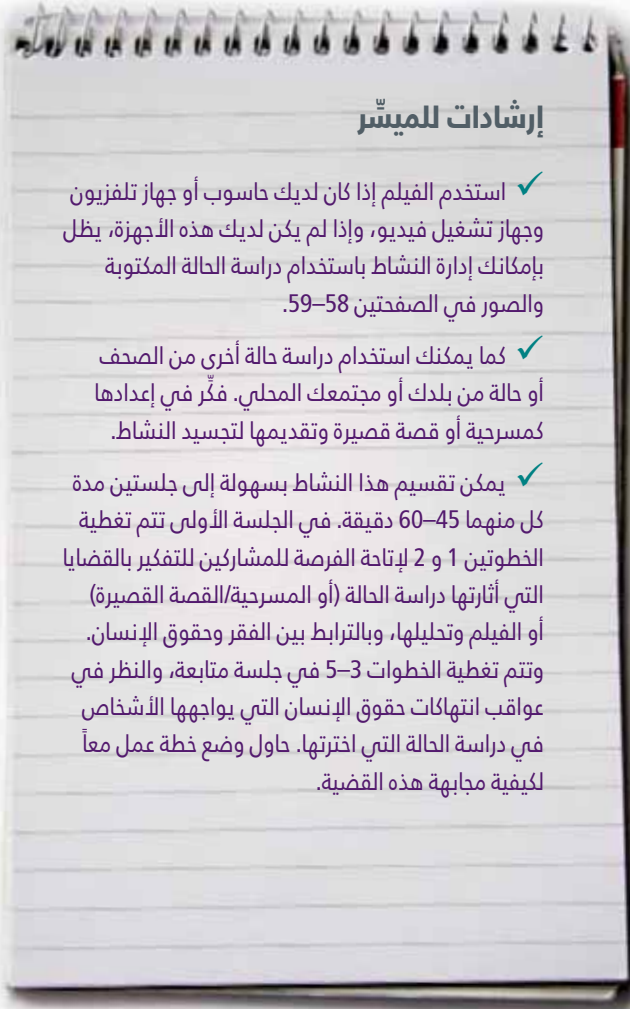 إرشادات للميسِّر
✓ استخدم الفيلم إذا كان لديك حاسوب أو جهاز تلفزيون
وجهاز تشغيل فيديو، وإذا لم يكن لديك هذه الأجهزة، يظل
بإمكانك إدارة النشاط باستخدام دراسة الحالة المكتوبة
والصور في الصفحتين 58–59.
✓ كما يمكنك استخدام دراسة حالة أخرى من الصحف
أو حالة من بلدك أو مجتمعك المحلي. فكِّر في إعدادها
كمسرحية أو قصة قصيرة وتقديمها لتجسيد النشاط.
✓ يمكن تقسيم هذا النشاط بسهولة إلى جلستين مدة
كل منهما 45–60 دقيقة. في الجلسة الأولى تتم تغطية
الخطوتين 1 و 2 لإتاحة الفرصة للمشاركين للتفكير بالقضايا
التي أثارتها دراسة الحالة (أو المسرحية/القصة القصيرة)
أو الفيلم وتحليلها، وبالترابط بين الفقر وحقوق الإنسان.
وتتم تغطية الخطوات 3–5 في جلسة متابعة، والنظر في
عواقب انتهاكات حقوق الإنسان التي يواجهها الأشخاص
في دراسة الحالة التي اخترتها. حاول وضع خطة عمل معاً
لكيفية مجابهة هذه القضية.